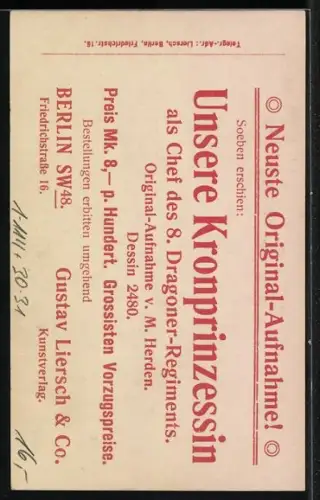 ◎ Neuste Original-Aufnahme! ◎
Soeben erschien:
Unsere Kronprinzessin
als Chef des 8. Dragoner-Regiments.
Original-Aufnahme v. M. Herden.
Dessin 2480.
Preis Mk. 8,— p. Hundert. Grossisten Vorzugspreise.
Bestellungen erbitten umgehend
BERLIN SW48. Gustav Liersch & Co.
Friedrichstraße 16. Kunstverlag.
Telegr.-Adr.: Liersch, Berlin, Friedrichstr. 16.
16,-